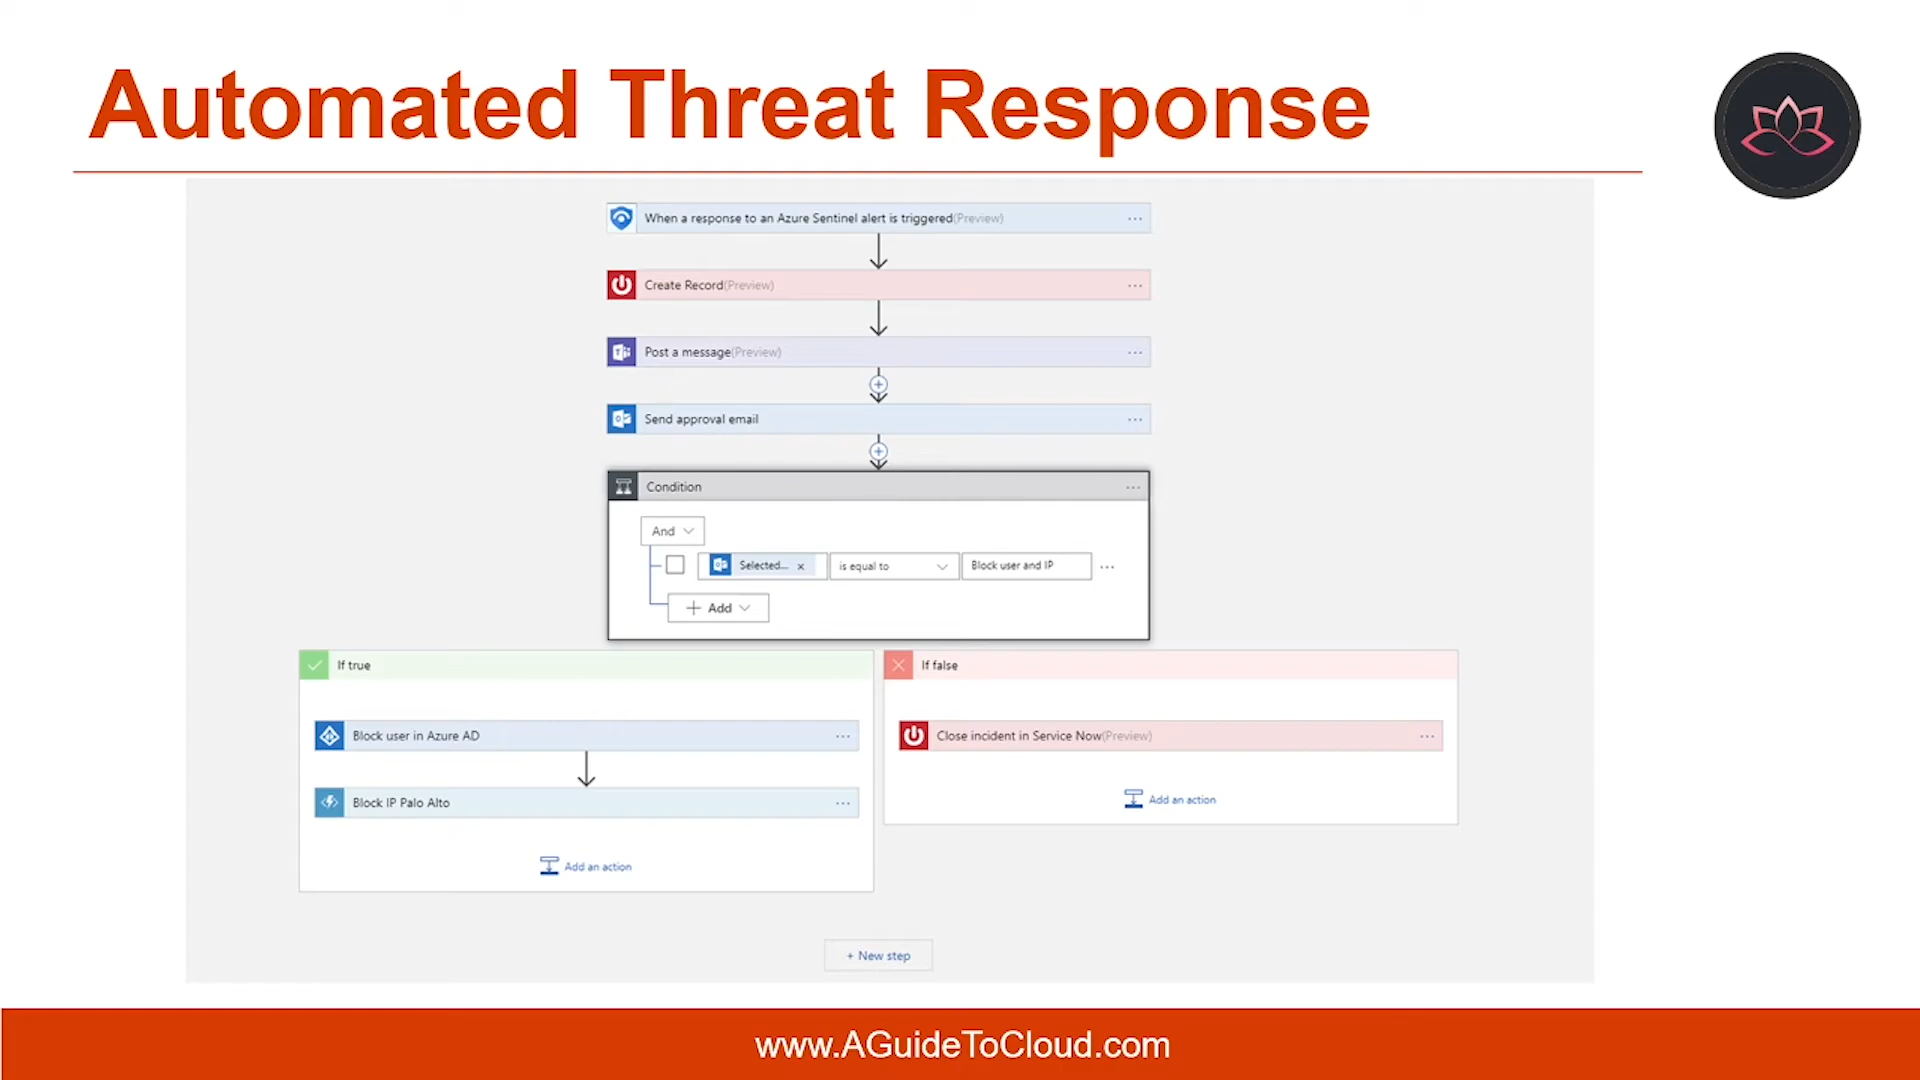 Automated Threat Response
When a response to an Azure Sentinel alert is triggered(Preview)
Create Record(Preview)
Post a message(Preview)
Send approval email
Condition
And
Selected... x is equal to Block user and IP
+ Add
If true
If false
Block user in Azure AD
Close incident in Service Now(Preview)
Block IP Palo Alto
Add an action
Add an action
+ New step
www.AGuideToCloud.com